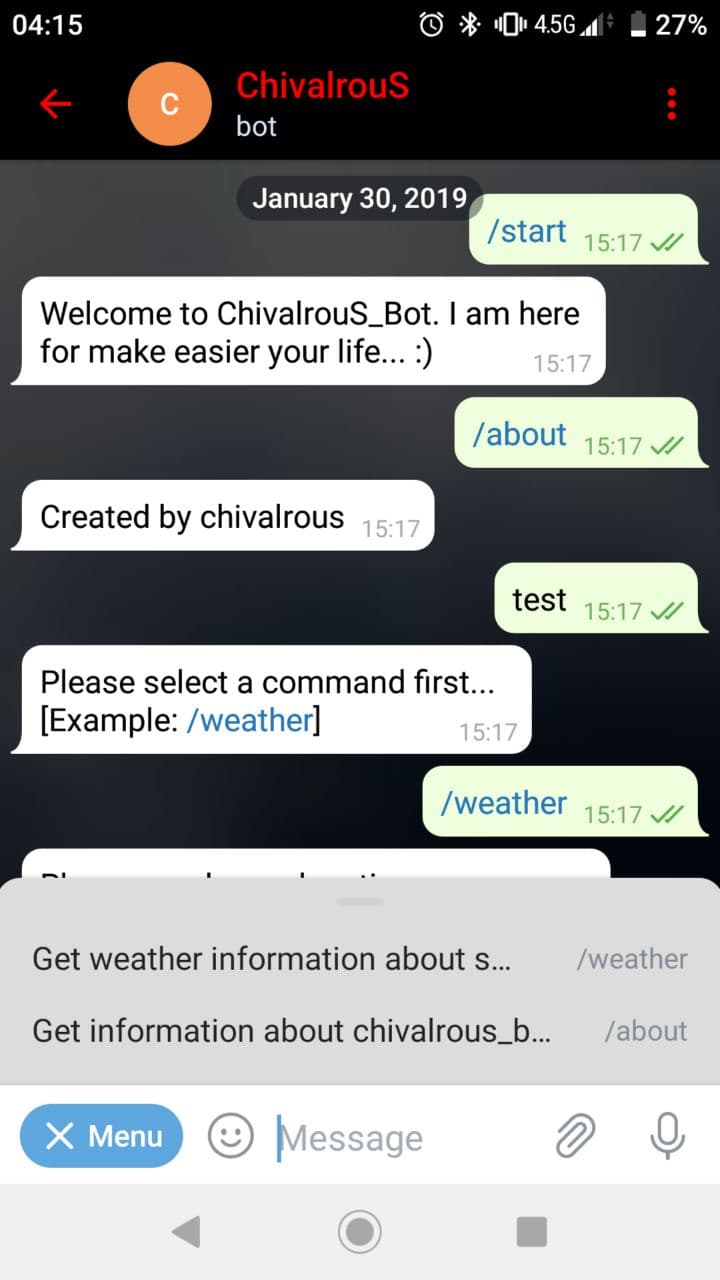 04:15
4.5G
27%
C
ChivalrouS
bot
January 30, 2019
/start 15:17
Welcome to ChivalrouS_Bot. I am here
for make easier your life... :)
15:17
/about 15:17
Created by chivalrous 15:17
test 15:17
Please select a command first...
[Example: /weather]
15:17
/weather 15:17
Get weather information about s... /weather
Get information about chivalrous_b... /about
Menu
Message